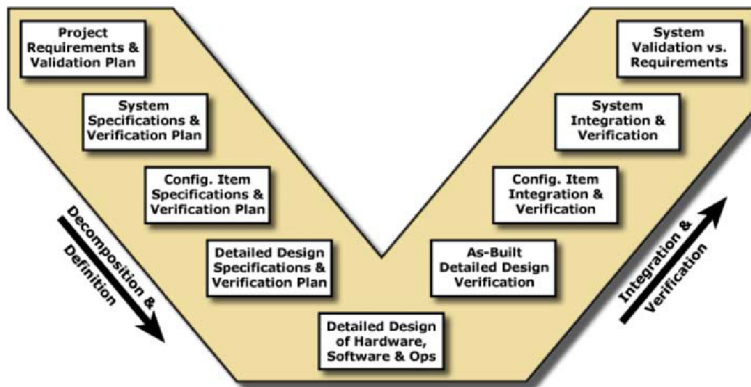 Project
Requirements &
Validation Plan
System
Specifications &
Verification Plan
Config. Item
Specifications &
Verification Plan
Detailed Design
Specifications &
Verification Plan
Detailed Design
of Hardware,
Software & Ops
As-Built
Detailed Design
Verification
Config. Item
Integration &
Verification
System
Integration &
Verification
System
Validation vs.
Requirements
Decomposition &
Definition
Integration &
Verification